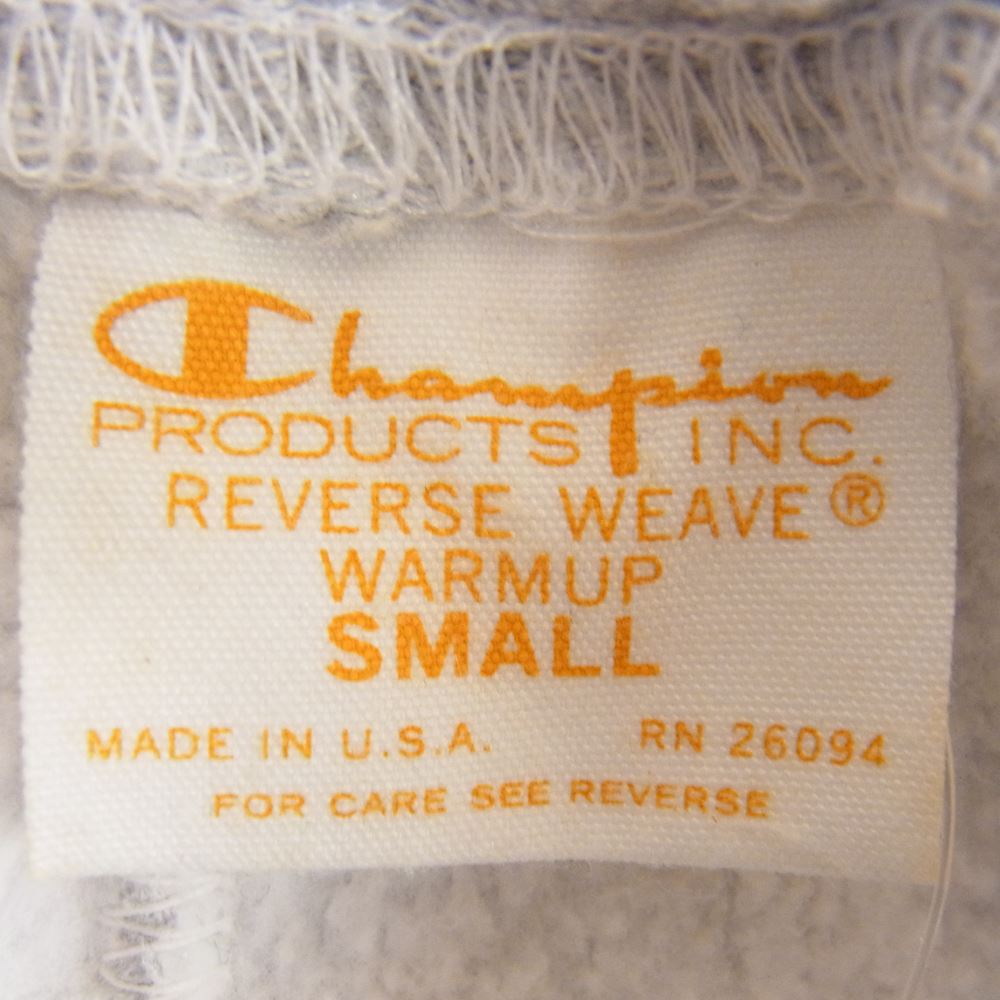 Champion
PRODUCTS INC.
REVERSE WEAVE®
WARMUP
SMALL
MADE IN U.S.A. RN 26094
FOR CARE SEE REVERSE